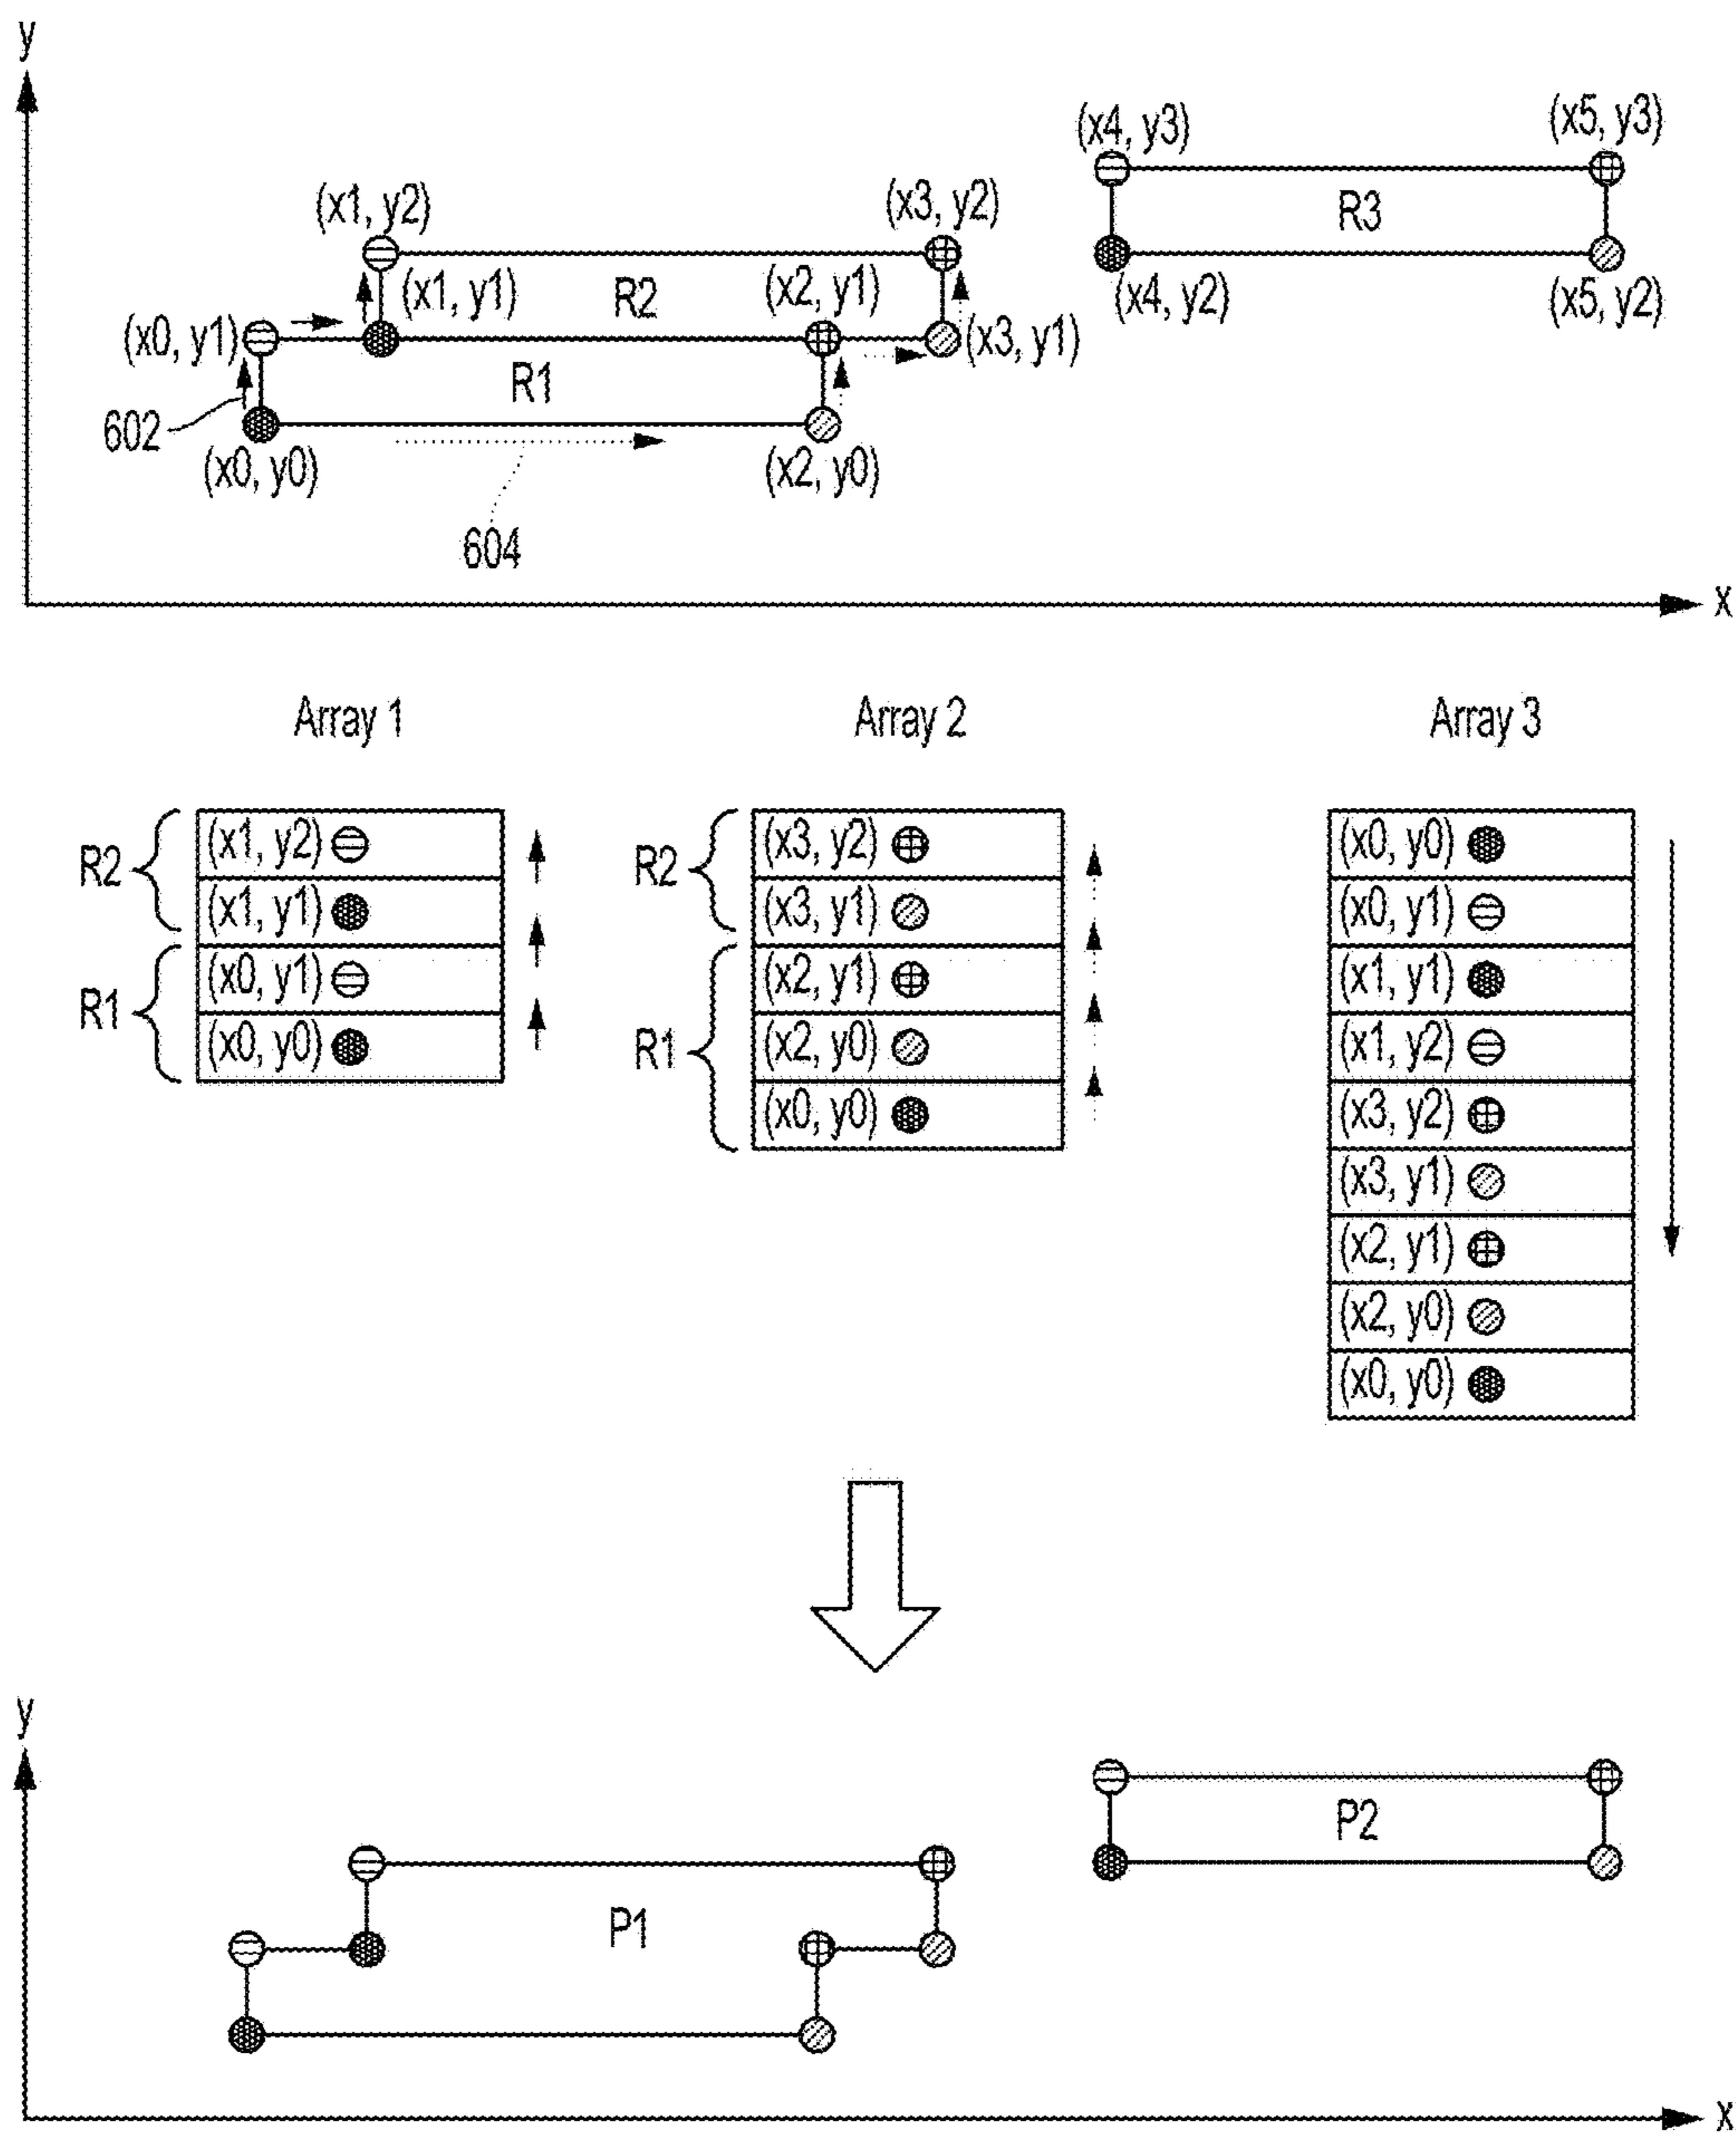 y
(x4, y3) (x5, y3)
(x1, y2) (x3, y2) R3
(x1, y1) R2 (x2, y1) (x4, y2) (x5, y2)
(x0, y1) (x3, y1)
R1
602
(x0, y0) (x2, y0)
604
x
Array 1 Array 2 Array 3
R2 (x1, y2) R2 (x3, y2) (x0, y0)
(x1, y1) (x3, y1) (x0, y1)
R1 (x0, y1) R1 (x2, y1) (x1, y1)
(x0, y0) (x2, y0) (x1, y2)
(x0, y0) (x3, y2)
(x3, y1)
(x2, y1)
(x2, y0)
(x0, y0)
y
P2
P1
x